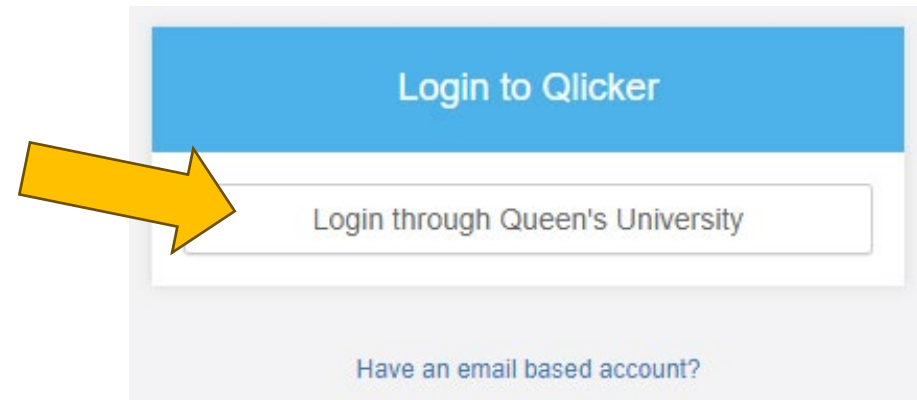 Login to Qlicker
Login through Queen's University
Have an email based account?